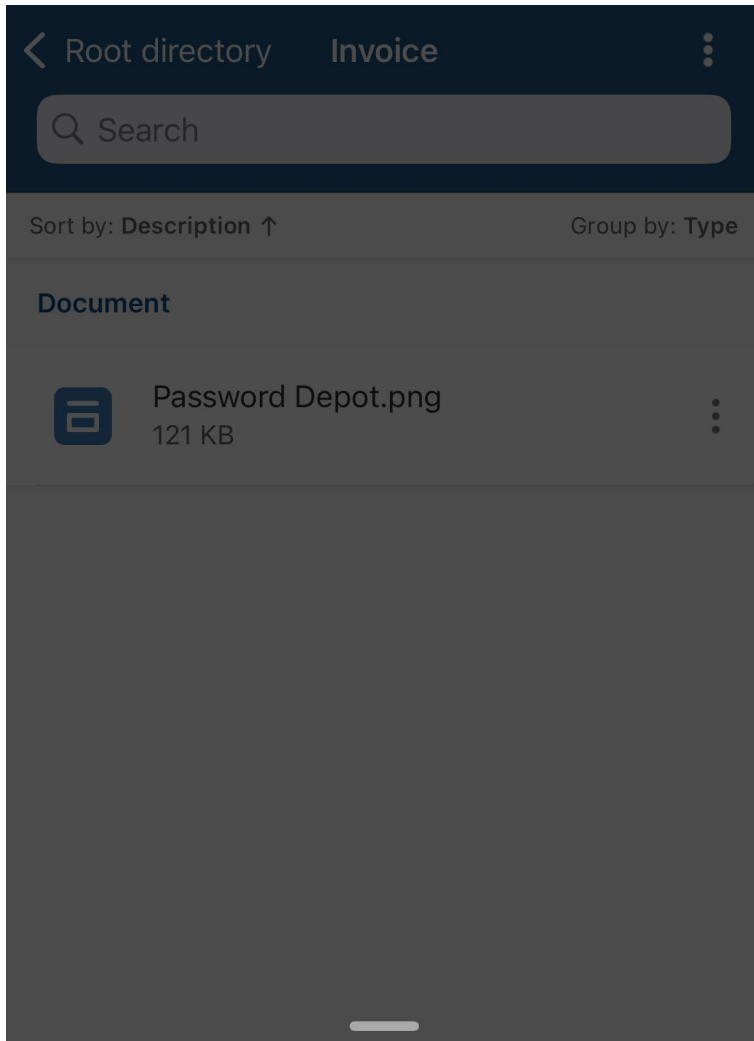 Root directory Invoice
Search
Sort by: Description ↑ Group by: Type
Document
Password Depot.png
121 KB